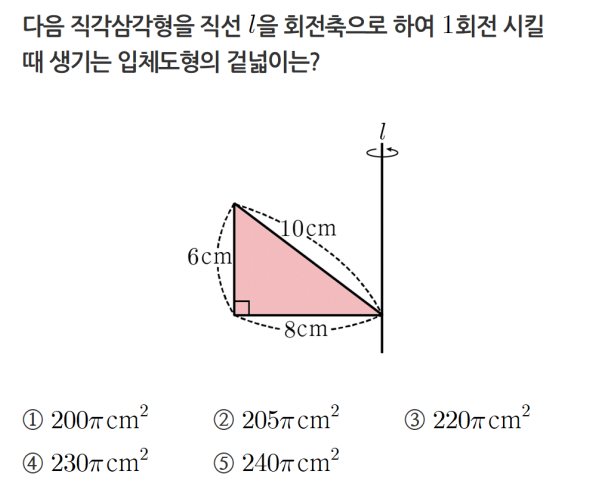 다음 직각삼각형을 직선 l을 회전축으로 하여 1회전 시킬
때 생기는 입체도형의 겉넓이는?
l
10cm
6cm
8cm
① 200π cm² ② 205π cm² ③ 220π cm²
④ 230π cm² ⑤ 240π cm²